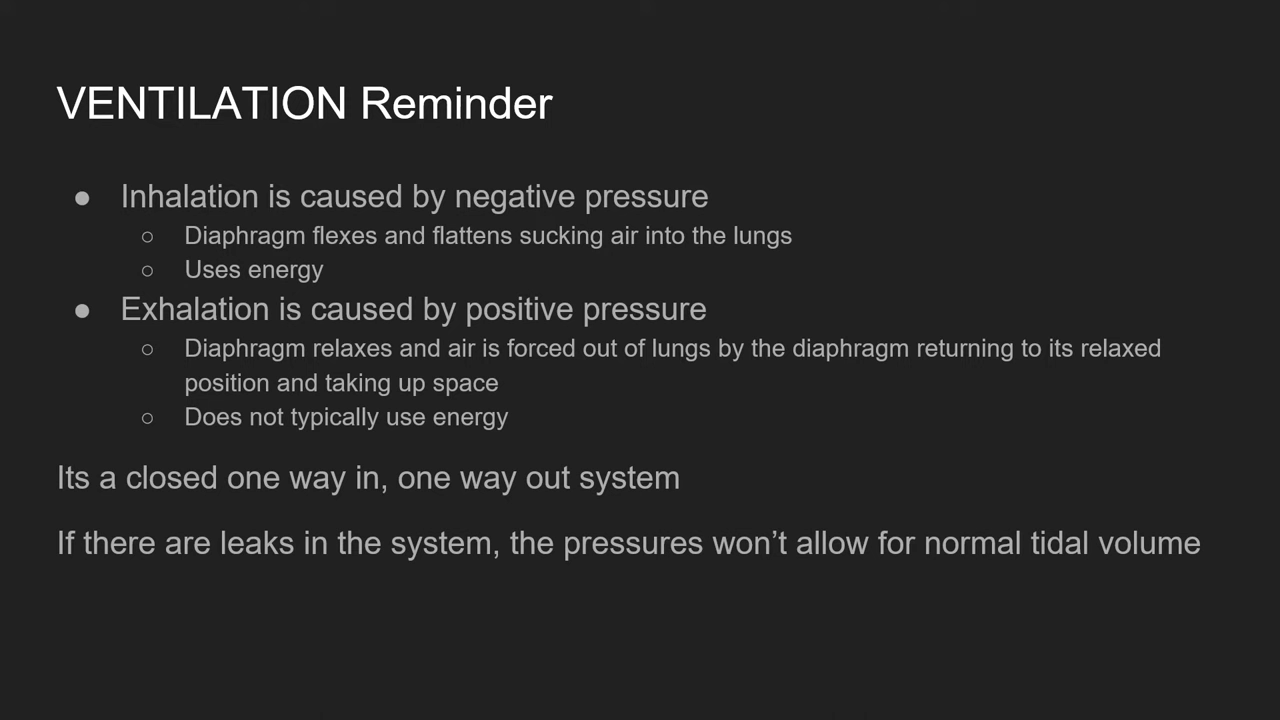 VENTILATION Reminder
● Inhalation is caused by negative pressure
○ Diaphragm flexes and flattens sucking air into the lungs
○ Uses energy
● Exhalation is caused by positive pressure
○ Diaphragm relaxes and air is forced out of lungs by the diaphragm returning to its relaxed
position and taking up space
○ Does not typically use energy
Its a closed one way in, one way out system
If there are leaks in the system, the pressures won’t allow for normal tidal volume